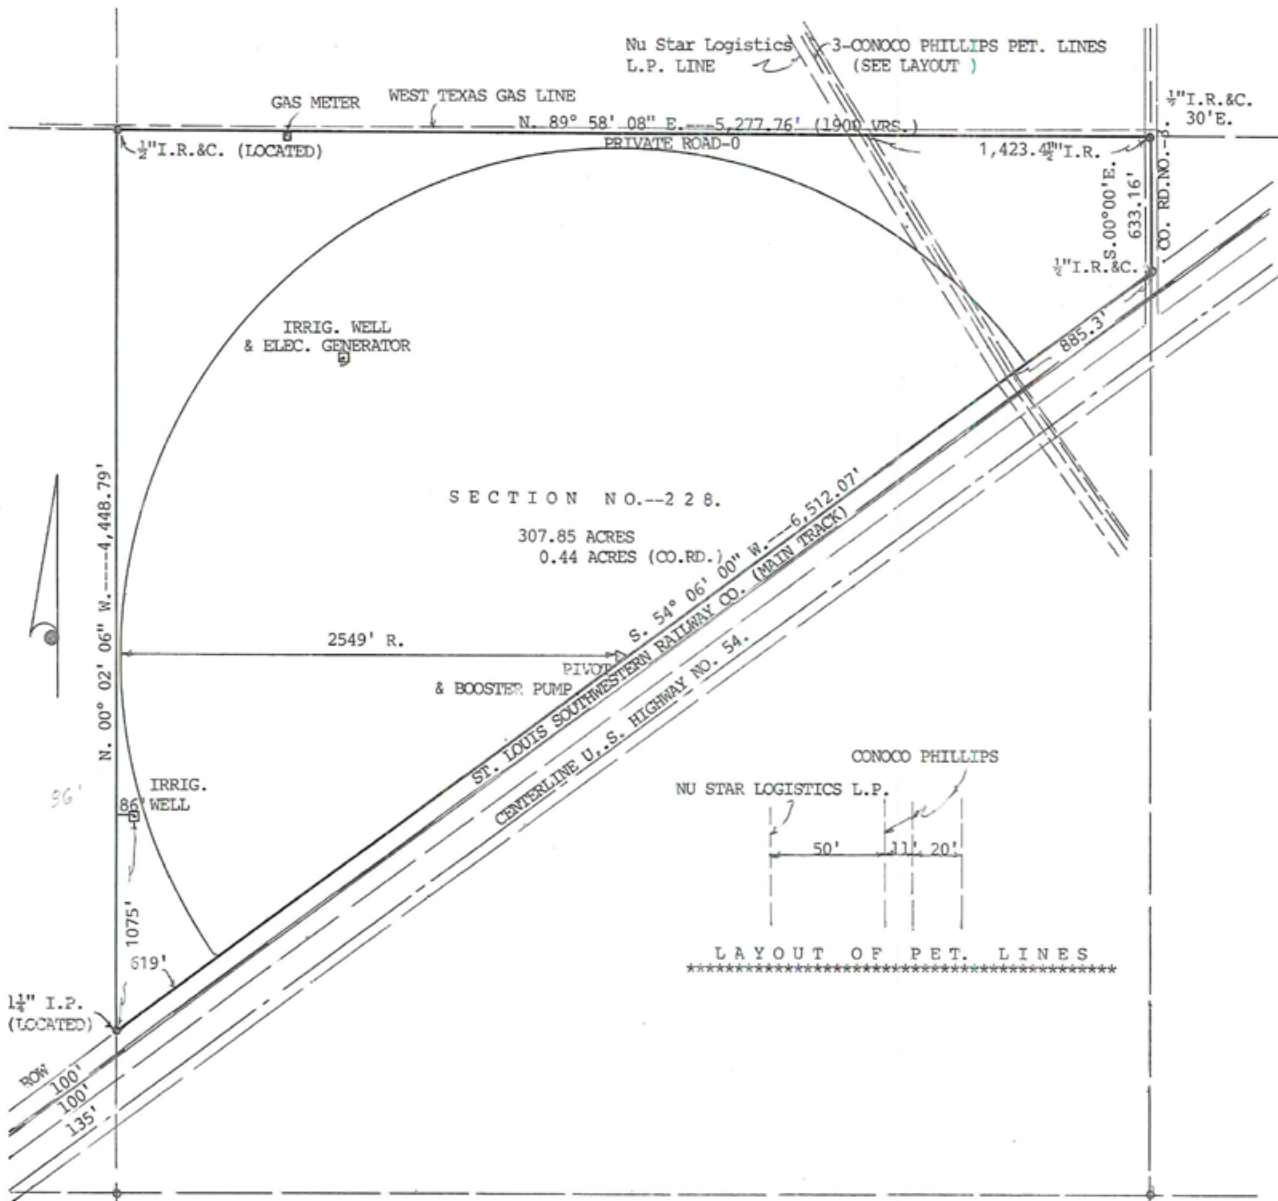 Nu Star Logistics
L.P. LINE
3-CONOCO PHILLIPS PET. LINES
(SEE LAYOUT )
GAS METER
WEST TEXAS GAS LINE
½"I.R.&C.
30'E.
N. 89° 58' 08" E.---5,277.76' (1900 VRS.)
½"I.R.&C. (LOCATED)
PRIVATE ROAD-0
1,423.4'
½"I.R.
S.00°00'E.
633.16'
CO. RD.NO.
½"I.R.&C.
885.3'
IRRIG. WELL
& ELEC. GENERATOR
N. 00° 02' 06" W.----4,448.79'
SECTION NO.--228.
307.85 ACRES
0.44 ACRES (CO.RD.)
S. 54° 06' 00" W.----6,512.07'
ST. LOUIS SOUTHWESTERN RAILWAY CO. (MAIN TRACK)
CENTERLINE U..S. HIGHWAY NO. 54.
2549' R.
PIVOT
& BOOSTER PUMP
IRRIG.
WELL
86'
1075'
619'
1¼" I.P.
(LOCATED)
ROW
100'
100'
135'
CONOCO PHILLIPS
NU STAR LOGISTICS L.P.
50'
11'
20'
LAYOUT OF PET. LINES